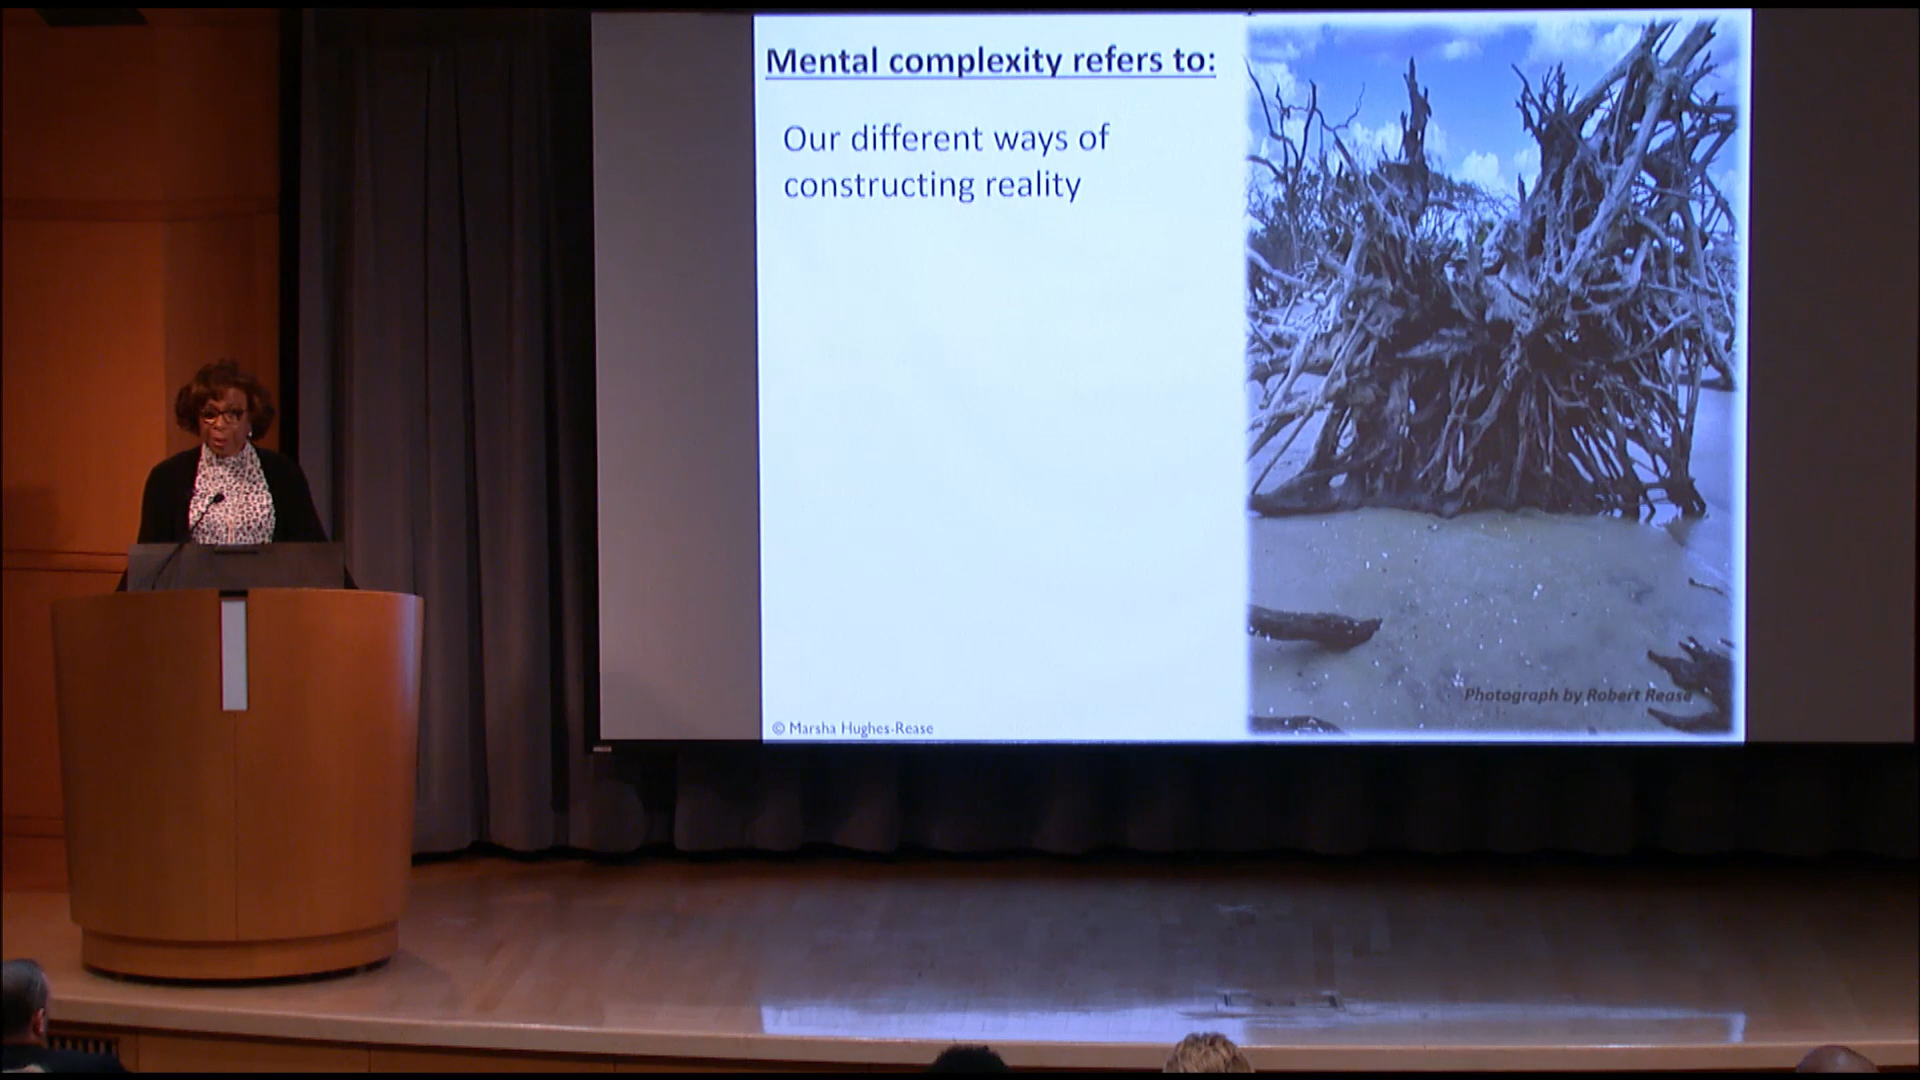 Mental complexity refers to:
Our different ways of
constructing reality
Photograph by Robert Rease
© Marsha Hughes-Rease